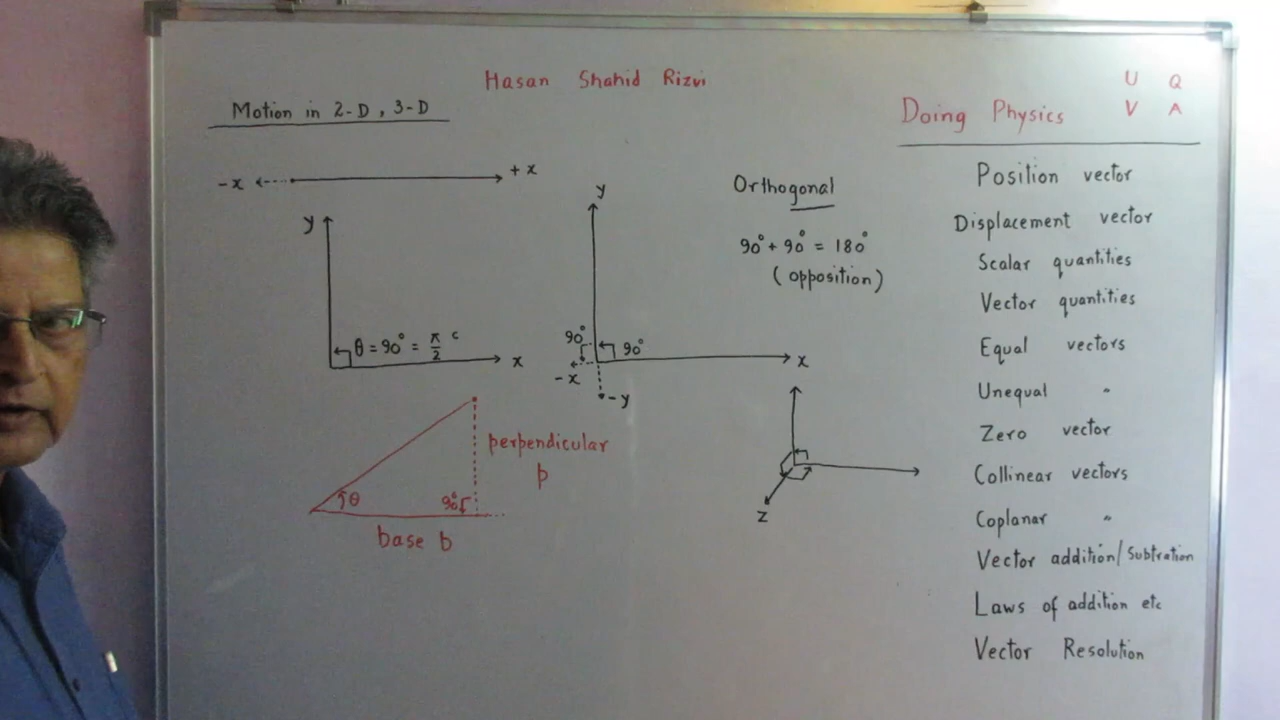 Hasan Shahid Rizvi
Motion in 2-D, 3-D
-x
+x
y
θ = 90° = π/2 ᶜ
x
y
90°
90°
x
-x
-y
Orthogonal
90° + 90° = 180°
(opposition)
z
θ
90°
perpendicular
p
base b
U Q
V A
Doing Physics
Position vector
Displacement vector
Scalar quantities
Vector quantities
Equal vectors
Unequal "
Zero vector
Collinear vectors
Coplanar "
Vector addition/Subtration
Laws of addition etc
Vector Resolution